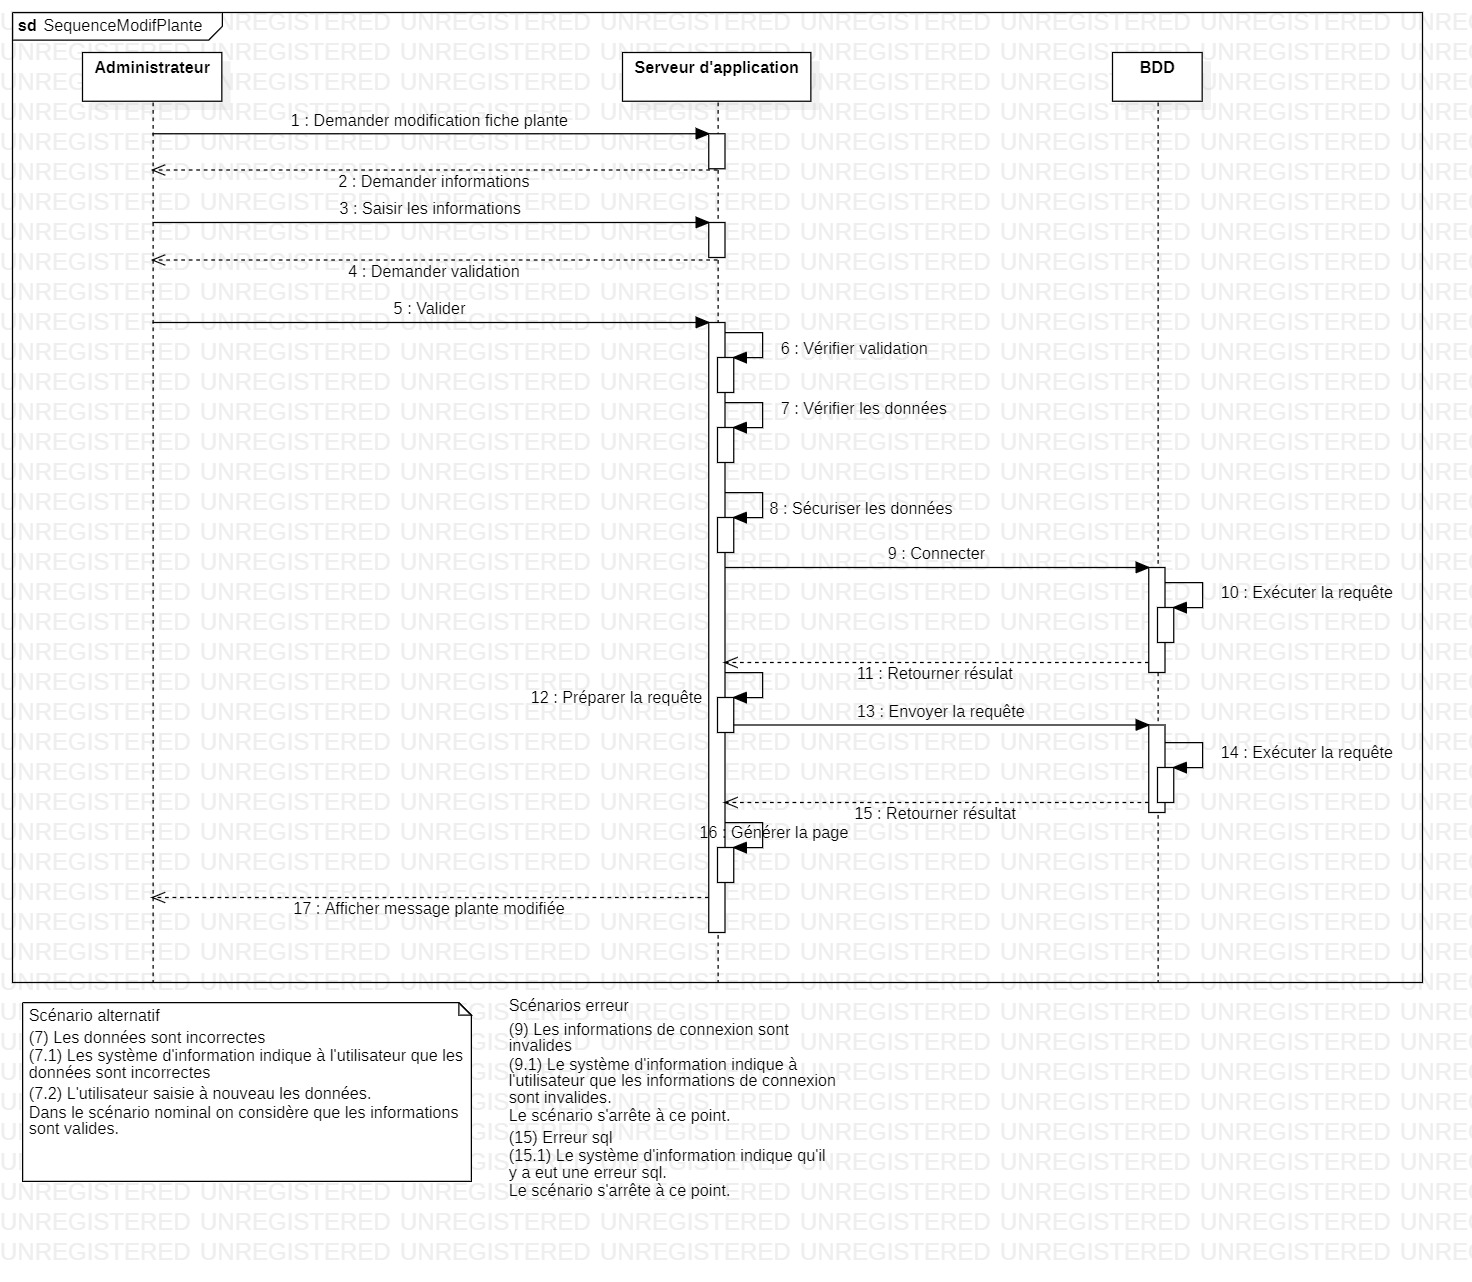 sd SequenceModifPlante
Administrateur
Serveur d'application
BDD
1 : Demander modification fiche plante
2 : Demander informations
3 : Saisir les informations
4 : Demander validation
5 : Valider
6 : Vérifier validation
7 : Vérifier les données
8 : Sécuriser les données
9 : Connecter
10 : Exécuter la requête
11 : Retourner résulat
12 : Préparer la requête
13 : Envoyer la requête
14 : Exécuter la requête
15 : Retourner résultat
16 : Générer la page
17 : Afficher message plante modifiée
Scénario alternatif
(7) Les données sont incorrectes
(7.1) Les système d'information indique à l'utilisateur que les
données sont incorrectes
(7.2) L'utilisateur saisie à nouveau les données.
Dans le scénario nominal on considère que les informations
sont valides.
Scénarios erreur
(9) Les informations de connexion sont
invalides
(9.1) Le système d'information indique à
l'utilisateur que les informations de connexion
sont invalides.
Le scénario s'arrête à ce point.
(15) Erreur sql
(15.1) Le système d'information indique qu'il
y a eut une erreur sql.
Le scénario s'arrête à ce point.
UNREGISTERED